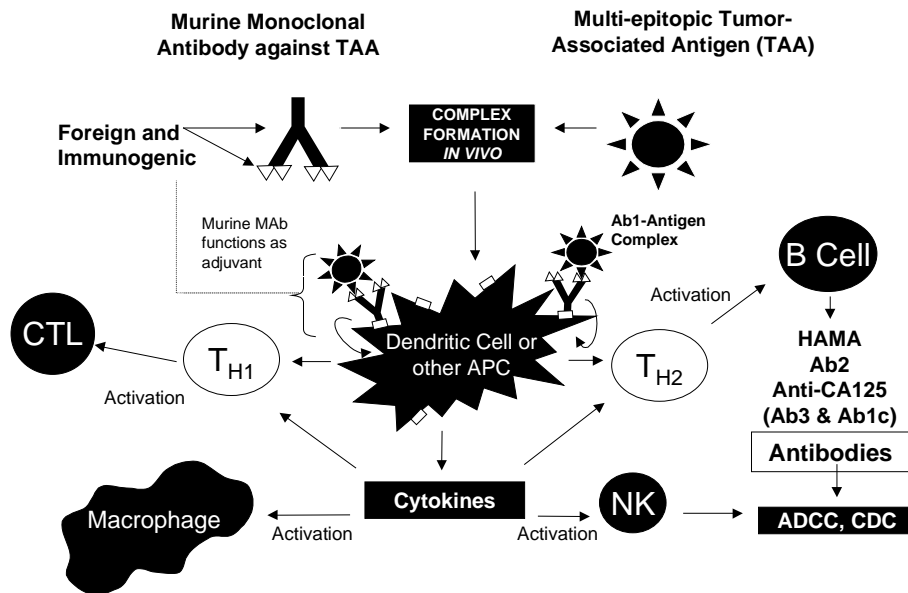 Murine Monoclonal
Antibody against TAA
Multi-epitopic Tumor-
Associated Antigen (TAA)
Foreign and
Immunogenic
COMPLEX
FORMATION
IN VIVO
Murine MAb
functions as
adjuvant
Ab1-Antigen
Complex
B Cell
Activation
CTL
Activation
TH1
Dendritic Cell or
other APC
TH2
HAMA
Ab2
Anti-CA125
(Ab3 & Ab1c)
Antibodies
Macrophage
Activation
Cytokines
Activation
NK
ADCC, CDC